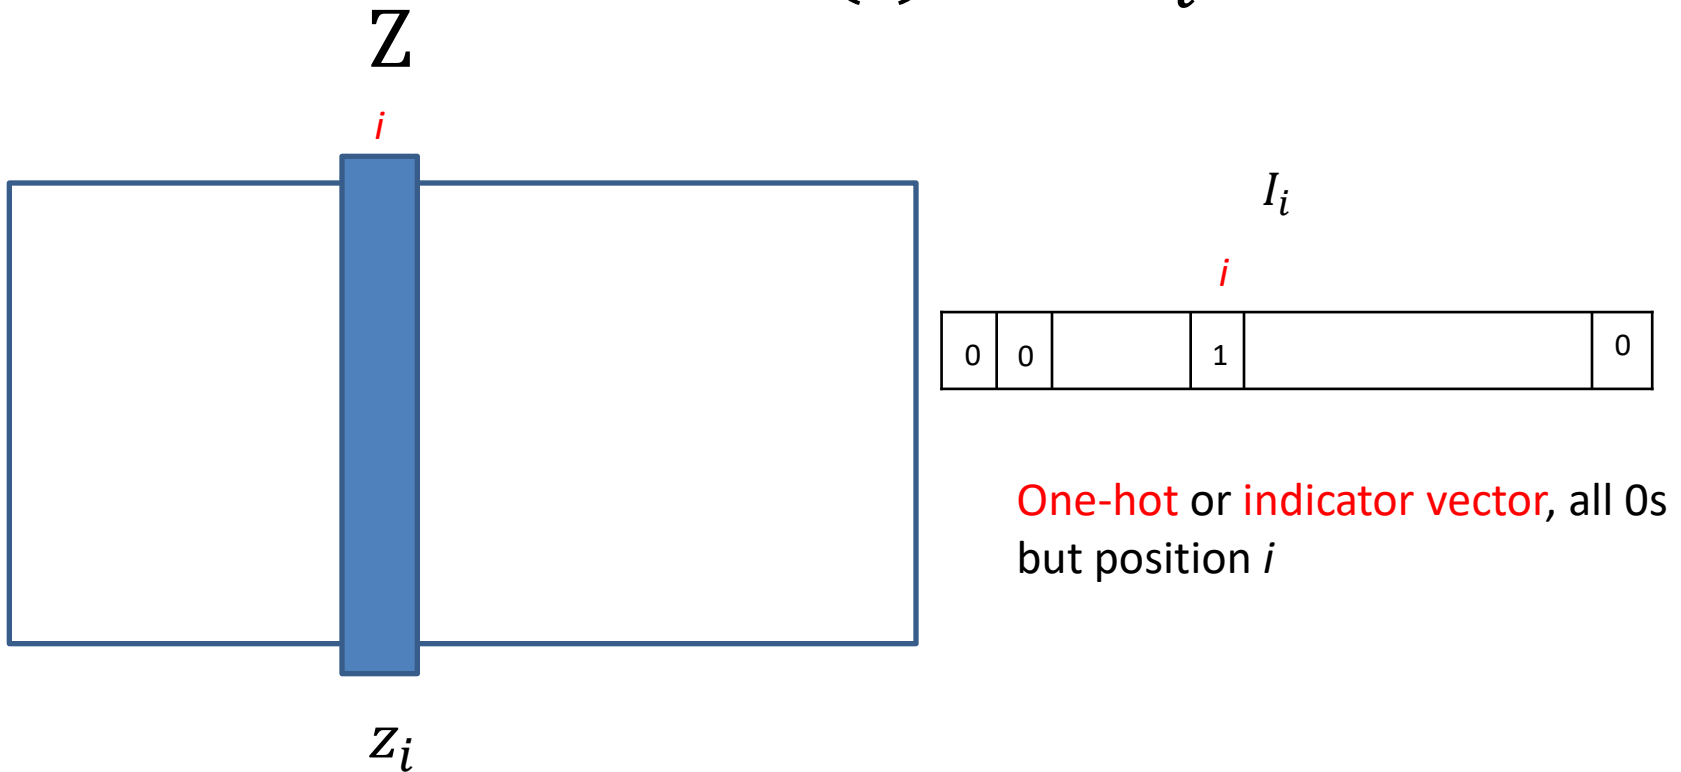 Z
i
I_i
i
0 0 1 0
One-hot or indicator vector, all 0s
but position i
z_i